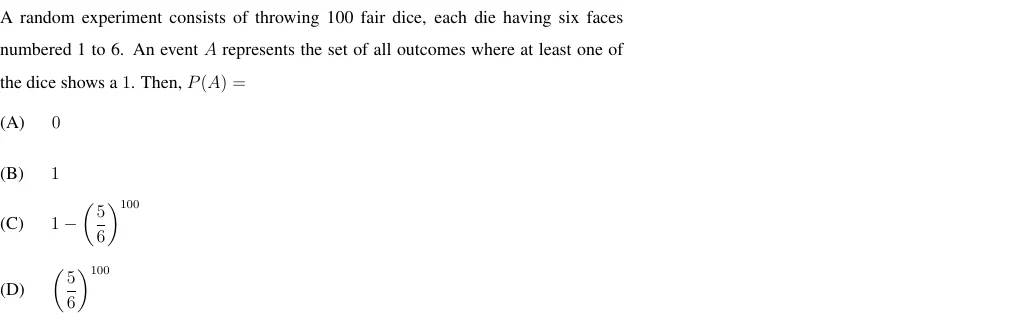 A random experiment consists of throwing 100 fair dice, each die having six faces
numbered 1 to 6. An event A represents the set of all outcomes where at least one of
the dice shows a 1. Then, P(A) =
(A) 0
(B) 1
(C) 1 − (5/6)^100
(D) (5/6)^100